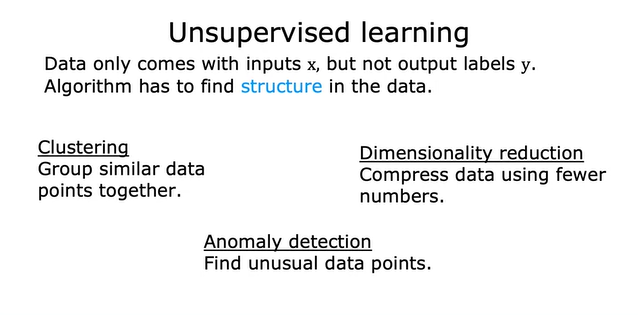 Unsupervised learning
Data only comes with inputs x, but not output labels y.
Algorithm has to find structure in the data.
Clustering
Group similar data
points together.
Dimensionality reduction
Compress data using fewer
numbers.
Anomaly detection
Find unusual data points.